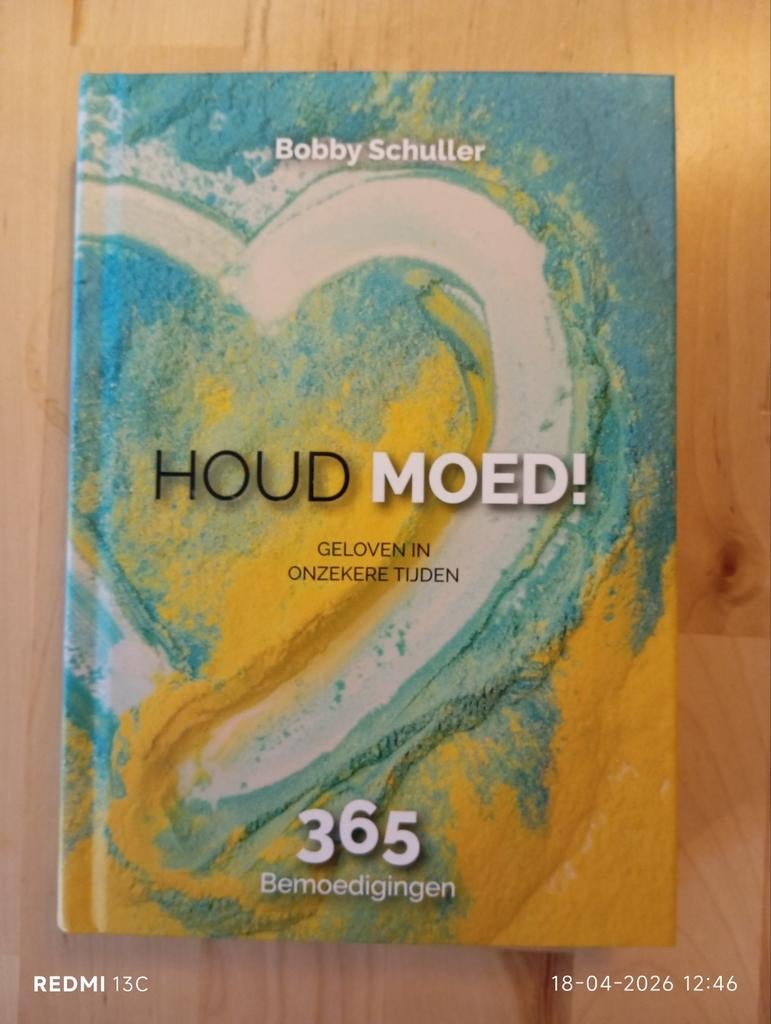 Bobby Schuller
HOUD MOED!
GELOVEN IN
ONZEKERE TIJDEN
365
Bemoedigingen
REDMI 13C
18-04-2026 12:46